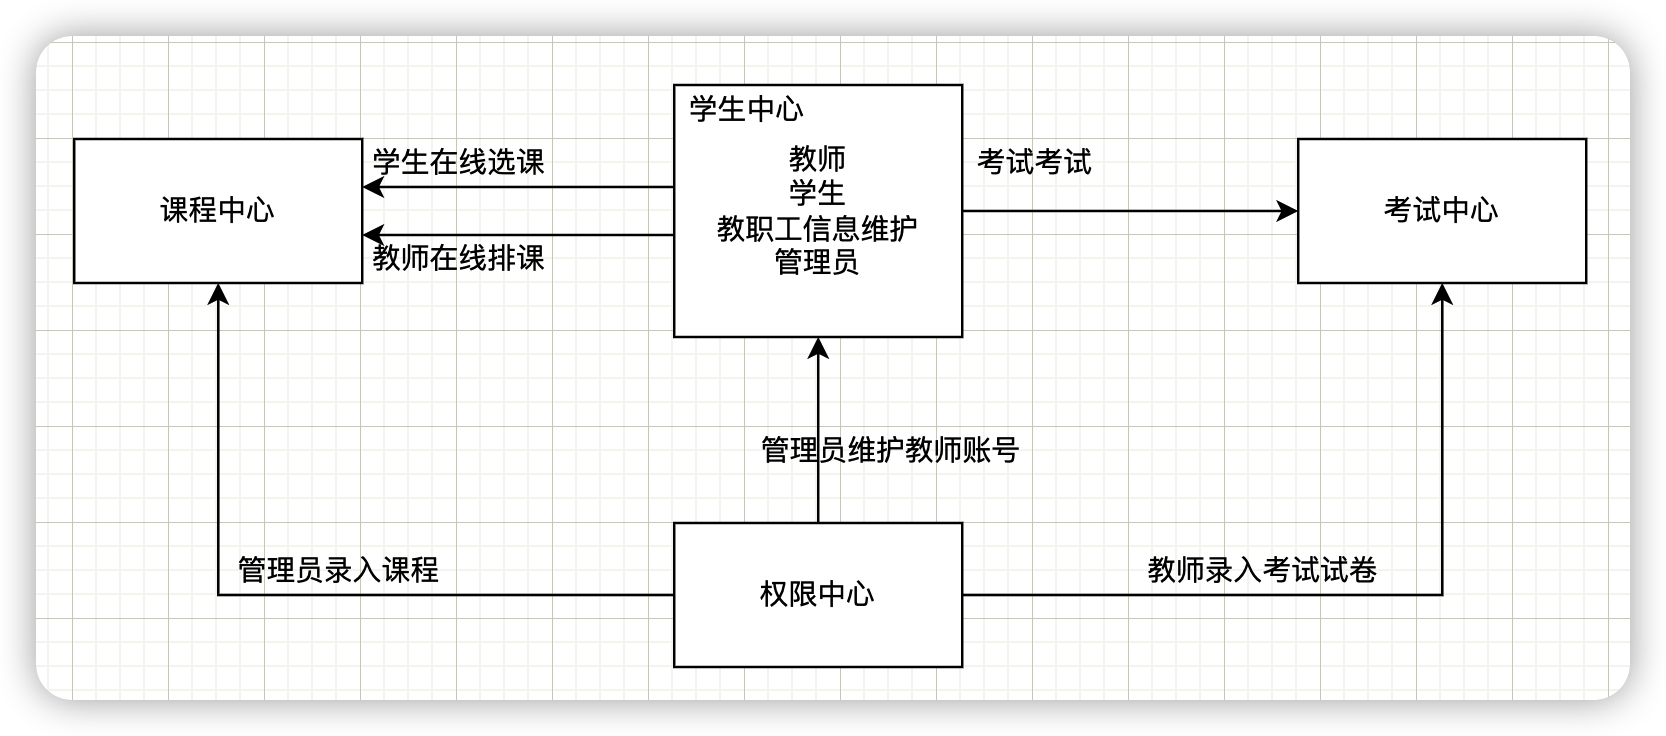 学生中心
教师
学生
教职工信息维护
管理员
学生在线选课
考试考试
课程中心
考试中心
教师在线排课
管理员维护教师账号
管理员录入课程
教师录入考试试卷
权限中心